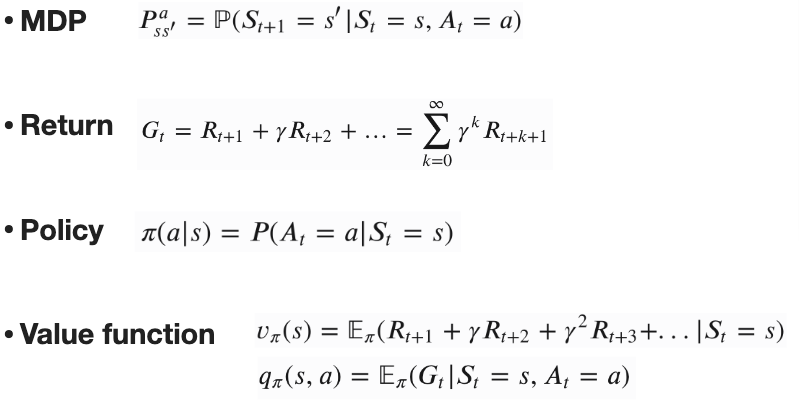 • MDP $P^a_{ss'} = \mathbb{P}(S_{t+1} = s' | S_t = s, A_t = a)$
• Return $G_t = R_{t+1} + \gamma R_{t+2} + \ldots = \sum_{k=0}^{\infty} \gamma^k R_{t+k+1}$
• Policy $\pi(a|s) = P(A_t = a | S_t = s)$
• Value function $v_\pi(s) = \mathbb{E}_\pi(R_{t+1} + \gamma R_{t+2} + \gamma^2 R_{t+3} + \ldots | S_t = s)$
$q_\pi(s, a) = \mathbb{E}_\pi(G_t | S_t = s, A_t = a)$